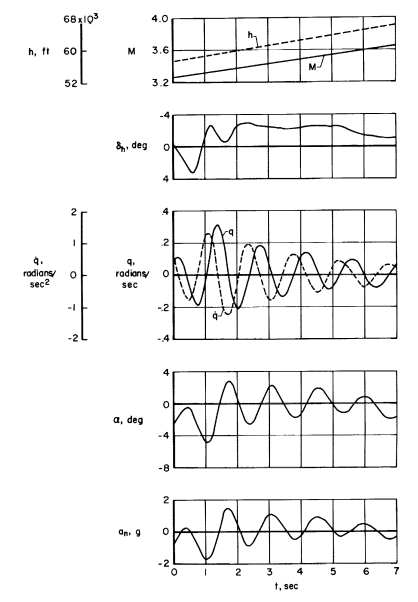 68x10³
h, ft 60
52
4.0
M 3.6
3.2
h
M
-4
δh, deg 0
4
2
1
q̇, radians/sec² 0
-1
-2
.4
.2
q, radians/sec 0
-.2
-.4
q
q̇
4
0
α, deg
-4
-8
2
an, g 0
-2
0 1 2 3 4 5 6 7
t, sec